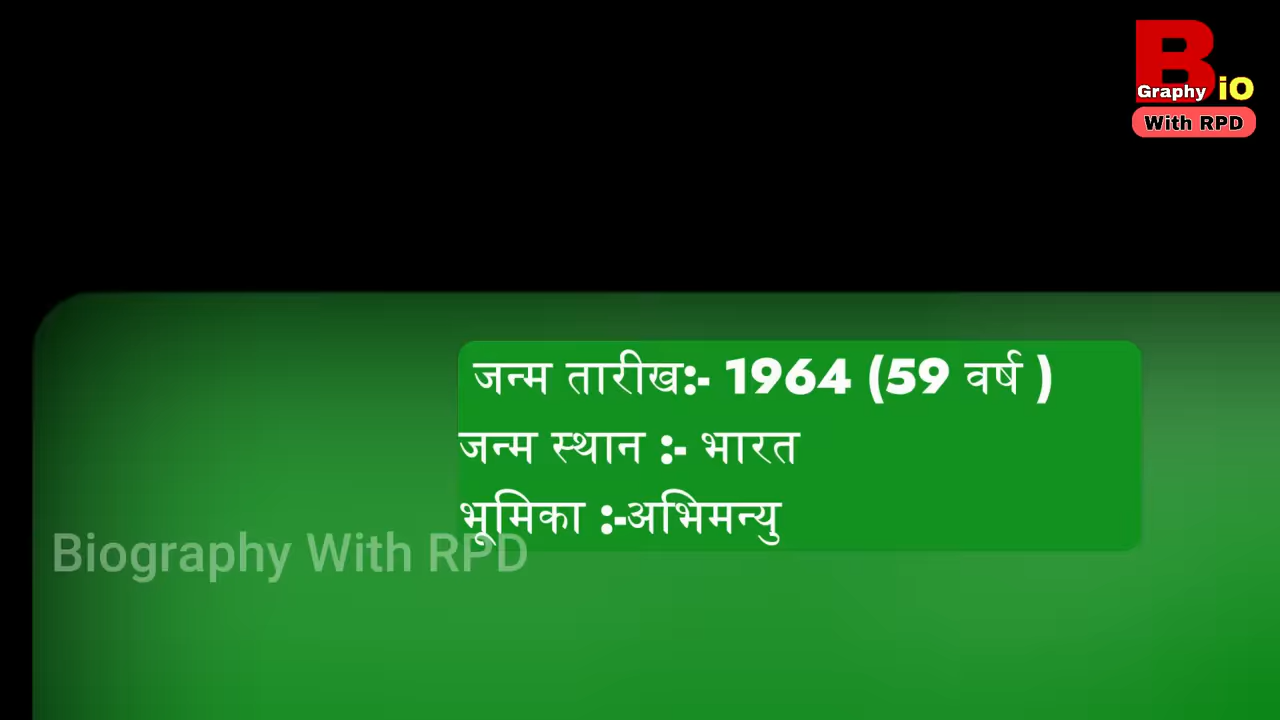 B
Graphy iO
With RPD
जन्म तारीख:- 1964 (59 वर्ष )
जन्म स्थान :- भारत
भूमिका :-अभिमन्यु
Biography With RPD